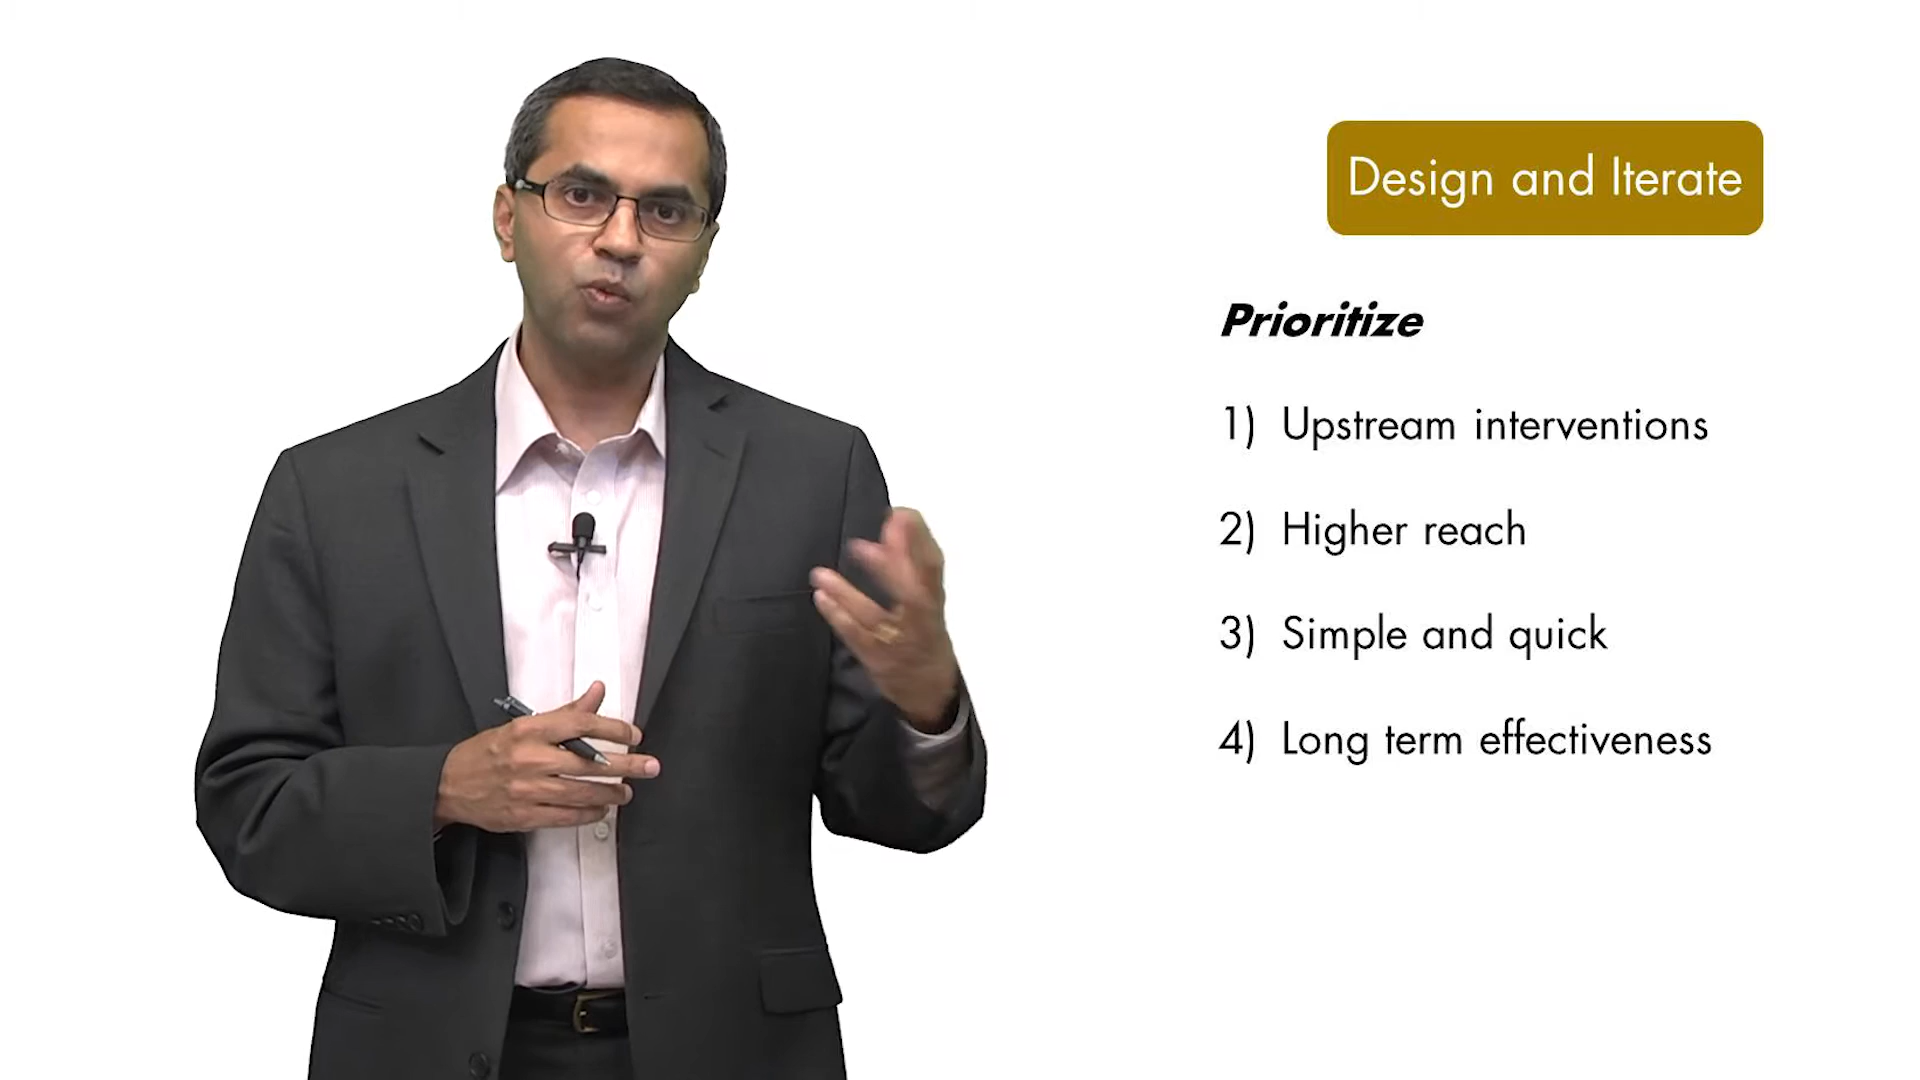 Design and Iterate
Prioritize
1) Upstream interventions
2) Higher reach
3) Simple and quick
4) Long term effectiveness